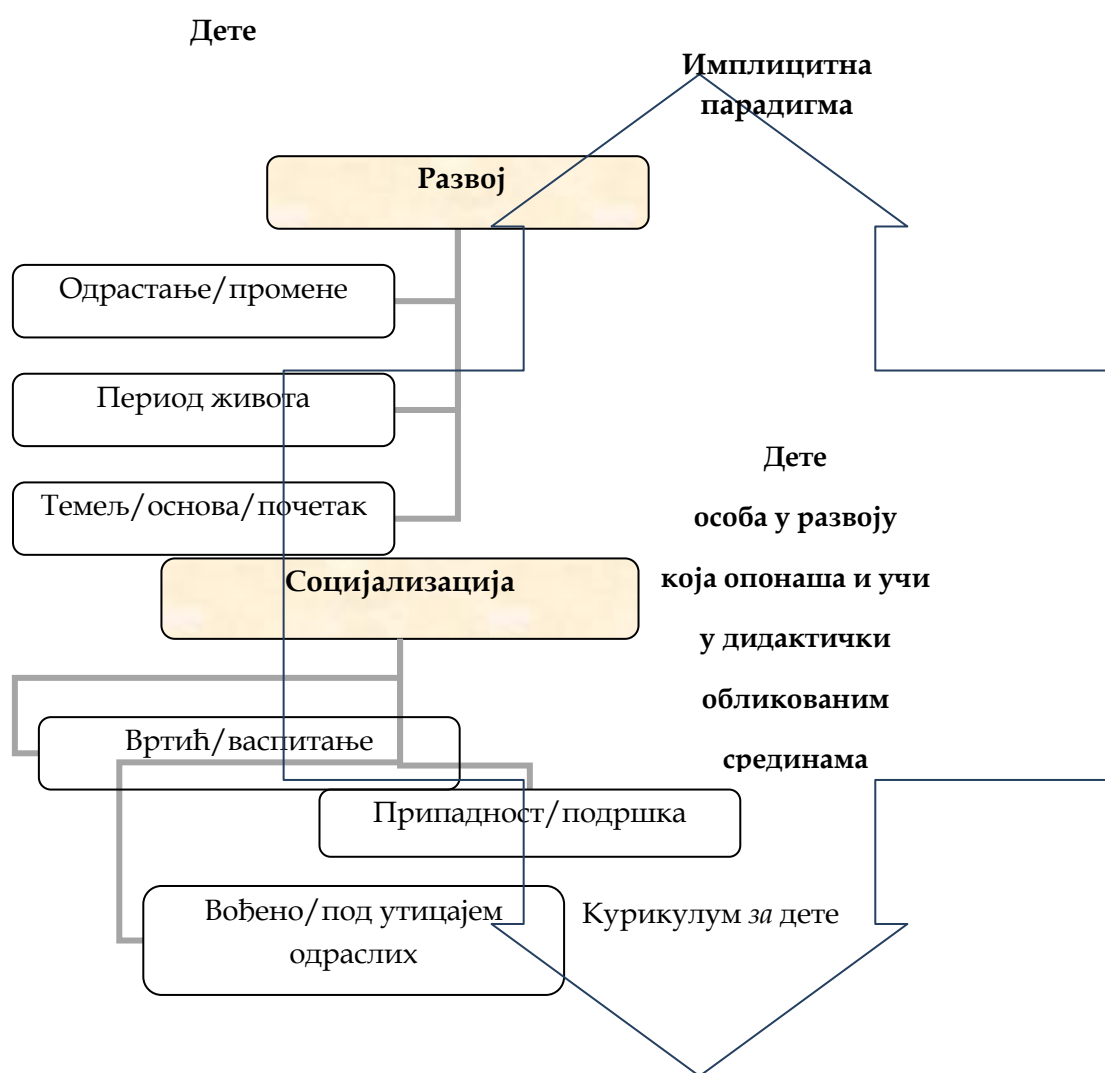 Дете
Имплицитна
парадигма
Развој
Одрастање/промене
Период живота
Темељ/основа/почетак
Социјализација
Вртић/васпитање
Припадност/подршка
Вођено/под утицајем
одраслих
Дете
особа у развоју
која опонаша и учи
у дидактички
обликованим
срединама
Курикулум за дете